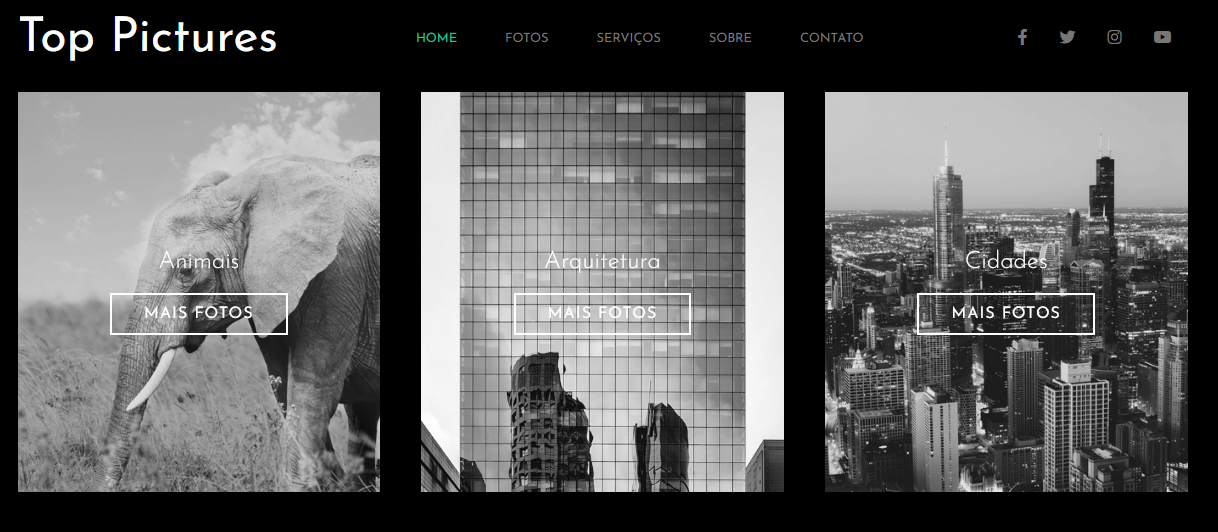 Top Pictures
HOME FOTOS SERVIÇOS SOBRE CONTATO
Animais
MAIS FOTOS
Arquitetura
MAIS FOTOS
Cidades
MAIS FOTOS